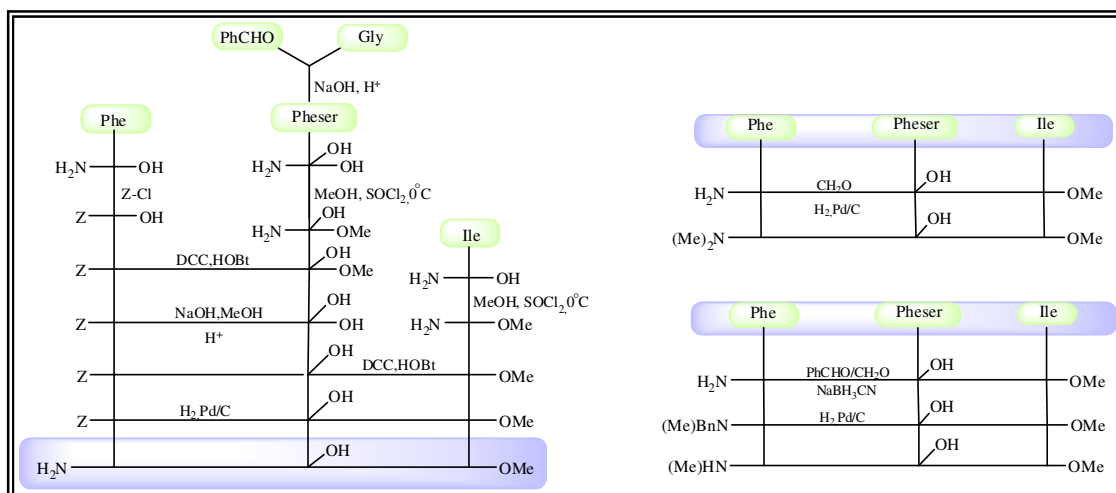 PhCHO Gly
NaOH, H⁺
Phe Pheser
H₂N OH H₂N OH OH
Z-Cl MeOH, SOCl₂,0°C
Z OH H₂N OH OMe
Ile
Z DCC,HOBt OH OMe
H₂N OH
MeOH, SOCl₂,0°C
Z NaOH,MeOH OH OH H₂N OMe
H⁺
Z OH DCC,HOBt OMe
Z H₂,Pd/C OH OMe
H₂N OH OMe
Phe Pheser Ile
H₂N CH₂O OH OMe
H₂,Pd/C
(Me)₂N OH OMe
Phe Pheser Ile
H₂N PhCHO/CH₂O OH OMe
NaBH₃CN
(Me)BnN H₂,Pd/C OH OMe
(Me)HN OH OMe